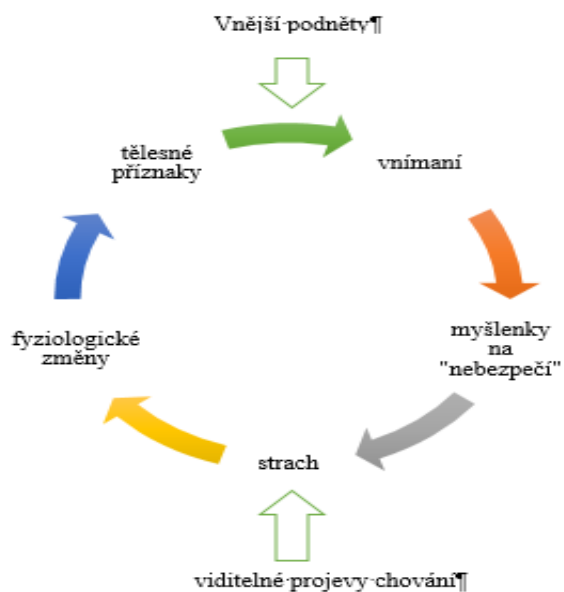 Vnější·podněty¶
tělesné
příznaky
vnímaní
fyziologické
změny
myšlenky
na
"nebezpečí"
strach
viditelné·projevy·chování¶